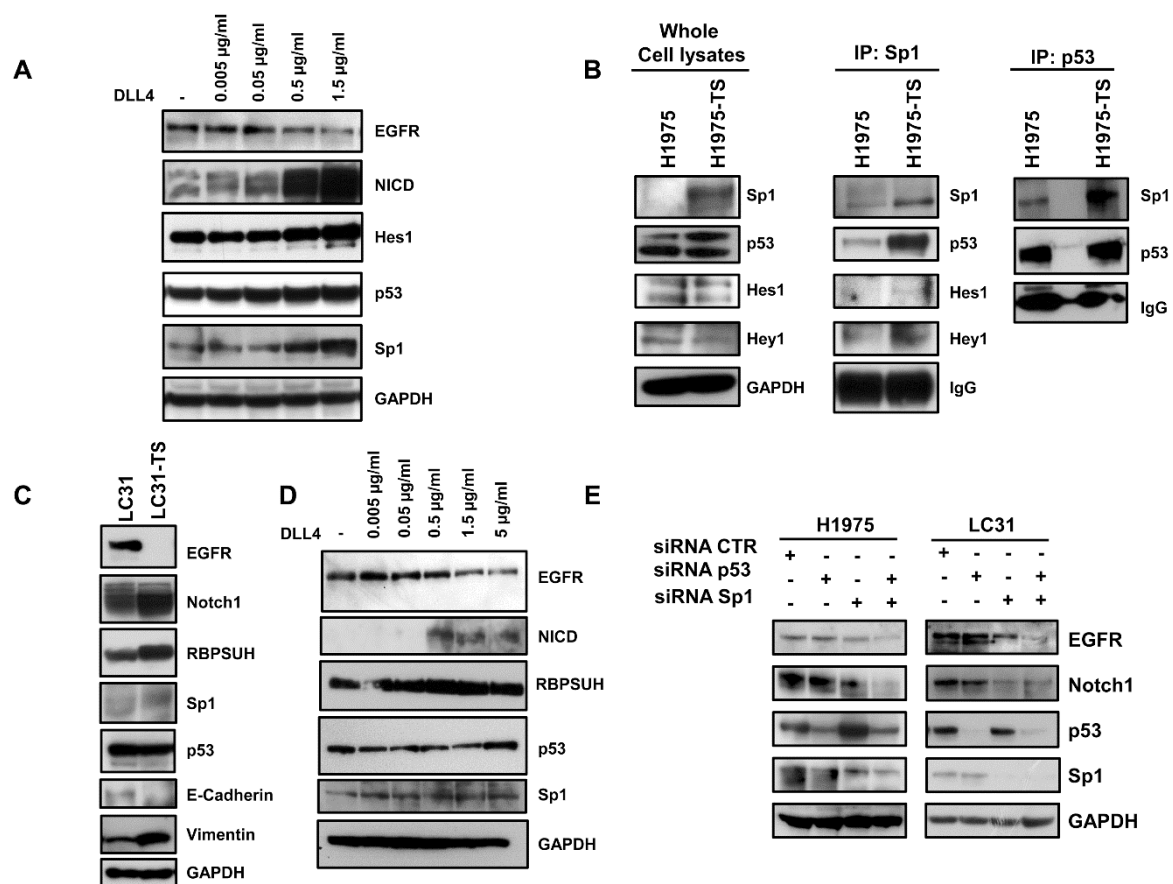 A
DLL4 - 0.005 µg/ml 0.05 µg/ml 0.5 µg/ml 1.5 µg/ml
EGFR
NICD
Hes1
p53
Sp1
GAPDH
B
Whole
Cell lysates
H1975 H1975-TS
Sp1
p53
Hes1
Hey1
GAPDH
IP: Sp1
H1975 H1975-TS
Sp1
p53
Hes1
Hey1
IgG
IP: p53
H1975 H1975-TS
Sp1
p53
IgG
C
LC31 LC31-TS
EGFR
Notch1
RBPSUH
Sp1
p53
E-Cadherin
Vimentin
GAPDH
D
DLL4 - 0.005 µg/ml 0.05 µg/ml 0.5 µg/ml 1.5 µg/ml 5 µg/ml
EGFR
NICD
RBPSUH
p53
Sp1
GAPDH
E
H1975 LC31
siRNA CTR + - - - + - - -
siRNA p53 - + - + - + - +
siRNA Sp1 - - + + - - + +
EGFR
Notch1
p53
Sp1
GAPDH